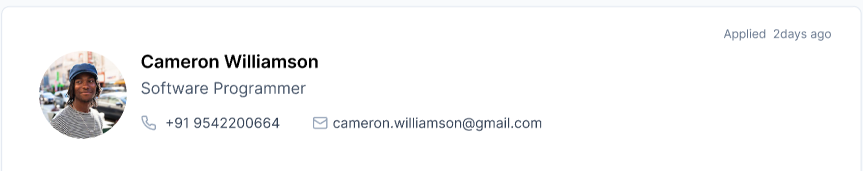 Applied 2days ago
Cameron Williamson
Software Programmer
+91 9542200664 cameron.williamson@gmail.com